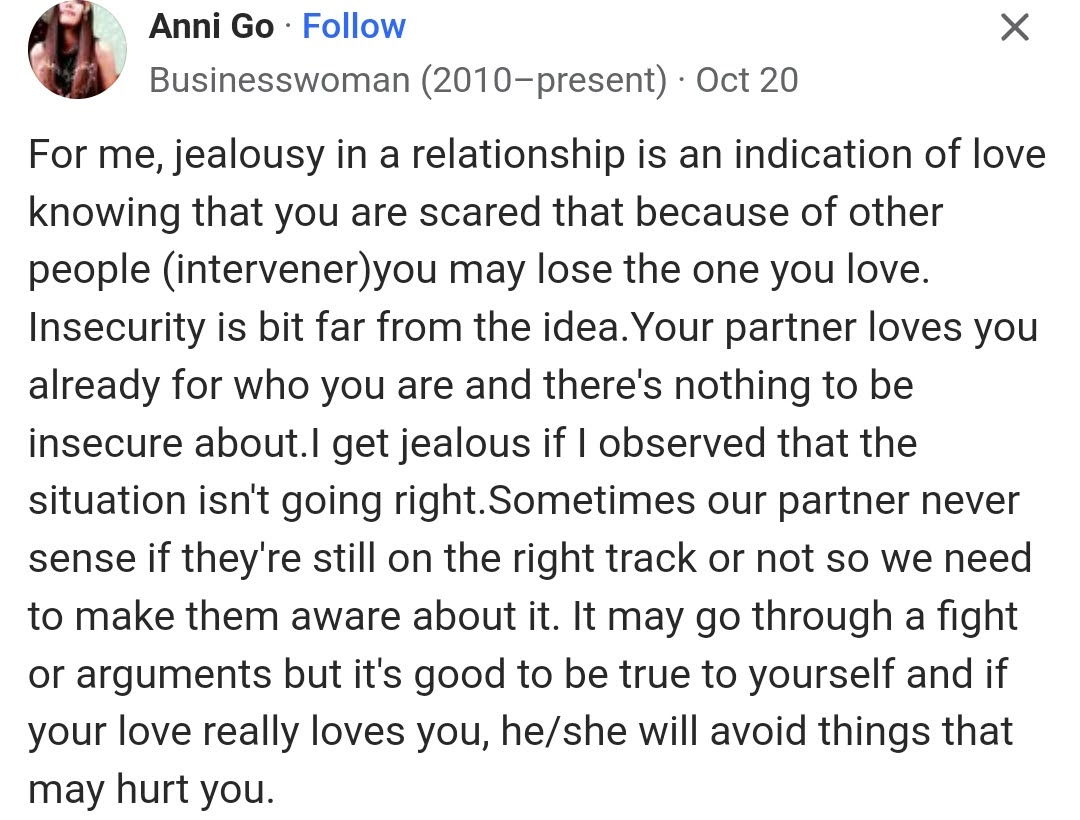 Anni Go · Follow
Businesswoman (2010–present) · Oct 20
For me, jealousy in a relationship is an indication of love
knowing that you are scared that because of other
people (intervener)you may lose the one you love.
Insecurity is bit far from the idea.Your partner loves you
already for who you are and there's nothing to be
insecure about.I get jealous if I observed that the
situation isn't going right.Sometimes our partner never
sense if they're still on the right track or not so we need
to make them aware about it. It may go through a fight
or arguments but it's good to be true to yourself and if
your love really loves you, he/she will avoid things that
may hurt you.